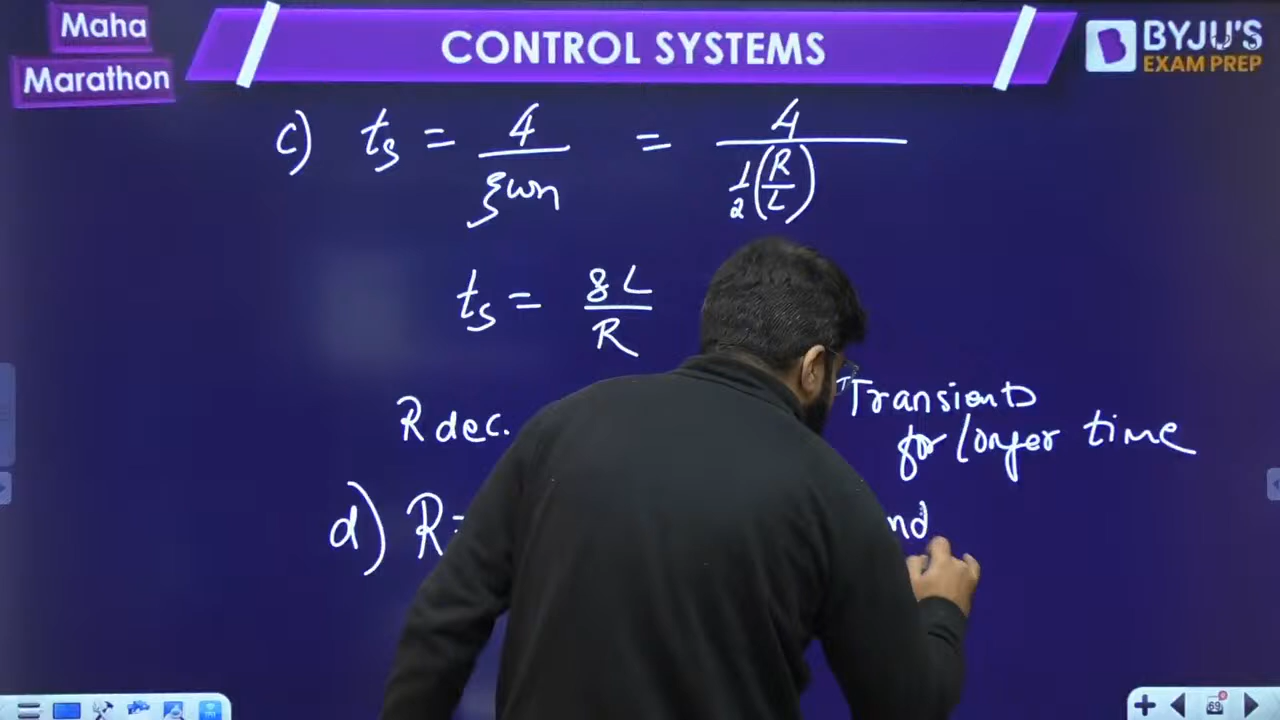 Maha
Marathon
CONTROL SYSTEMS
BYJU'S
EXAM PREP
c) ts = 4/ξωn = 4/(1/2(R/L))
ts = 8L/R
R dec.
Transients
for longer time
d) R=
69